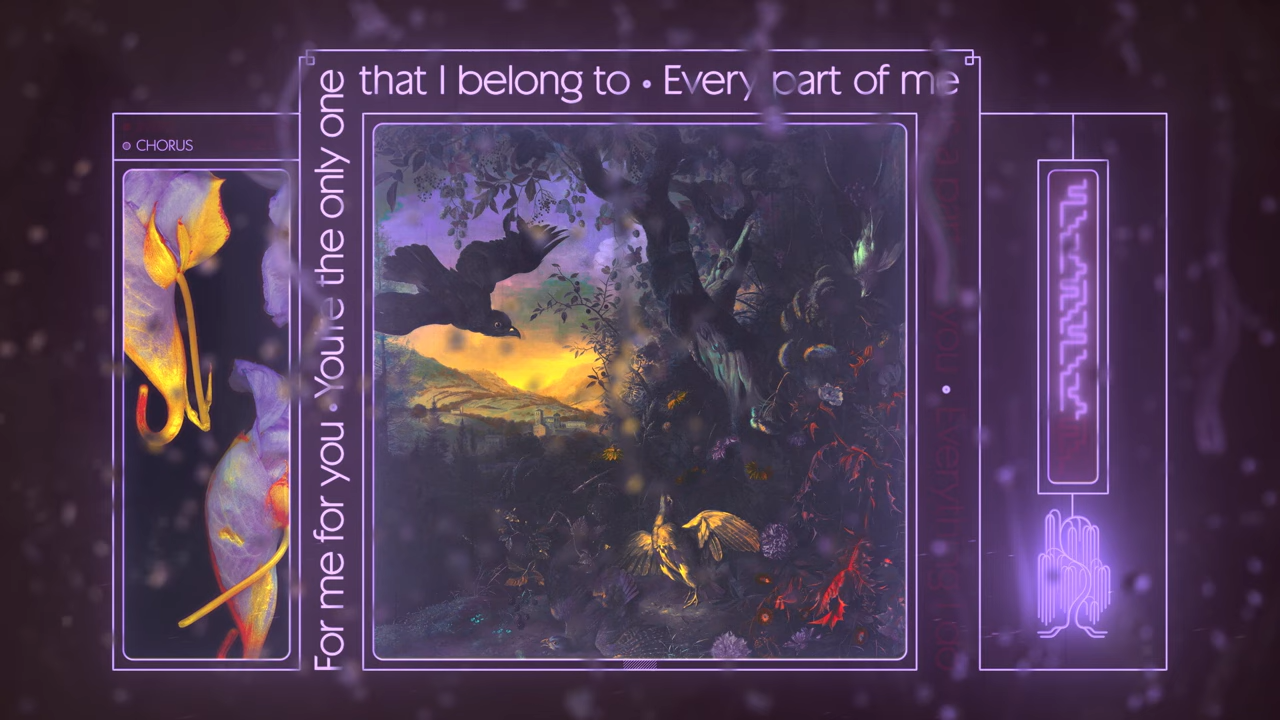 CHORUS
For me for you • You're the only one
that I belong to • Every part of me